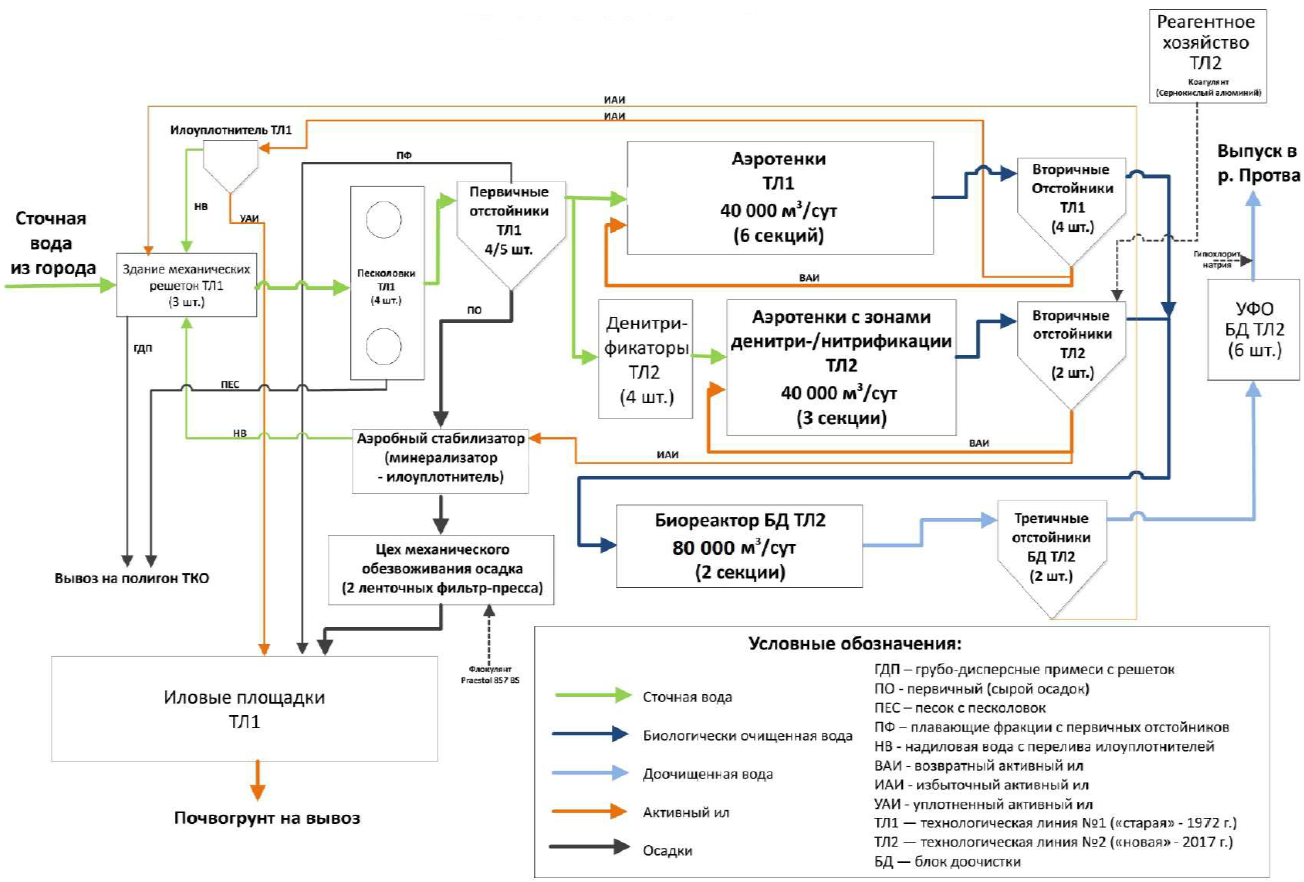 Реагентное
хозяйство
ТЛ2
Коагулянт
(Сернокислый алюминий)
ИАИ
ИАИ
Илоуплотнитель ТЛ1
ПФ
НВ
УАИ
Сточная
вода
из города
Здание механических
решеток ТЛ1
(3 шт.)
Песколовки
ТЛ1
(4 шт.)
Первичные
отстойники
ТЛ1
4/5 шт.
Аэротенки
ТЛ1
40 000 м³/сут
(6 секций)
ВАИ
Вторичные
Отстойники
ТЛ1
(4 шт.)
Выпуск в
р. Протва
Гипохлорит
натрия
УФО
БД ТЛ2
(6 шт.)
ГДП
ПЕС
ПО
Денитри-
фикаторы
ТЛ2
(4 шт.)
Аэротенки с зонами
денитри-/нитрификации
ТЛ2
40 000 м³/сут
(3 секции)
ВАИ
Вторичные
отстойники
ТЛ2
(2 шт.)
НВ
ИАИ
Аэробный стабилизатор
(минерализатор
- илоуплотнитель)
Цех механического
обезвоживания осадка
(2 ленточных фильтр-пресса)
Биореактор БД ТЛ2
80 000 м³/сут
(2 секции)
Третичные
отстойники
БД ТЛ2
(2 шт.)
Вывоз на полигон ТКО
Флокулянт
Praestol 857 BS
Иловые площадки
ТЛ1
Почвогрунт на вывоз
Условные обозначения:
Сточная вода
Биологически очищенная вода
Доочищенная вода
Активный ил
Осадки
ГДП – грубо-дисперсные примеси с решеток
ПО - первичный (сырой осадок)
ПЕС – песок с песколовок
ПФ – плавающие фракции с первичных отстойников
НВ - надиловая вода с перелива илоуплотнителей
ВАИ - возвратный активный ил
ИАИ - избыточный активный ил
УАИ - уплотненный активный ил
ТЛ1 — технологическая линия №1 («старая» - 1972 г.)
ТЛ2 — технологическая линия №2 («новая» - 2017 г.)
БД — блок доочистки